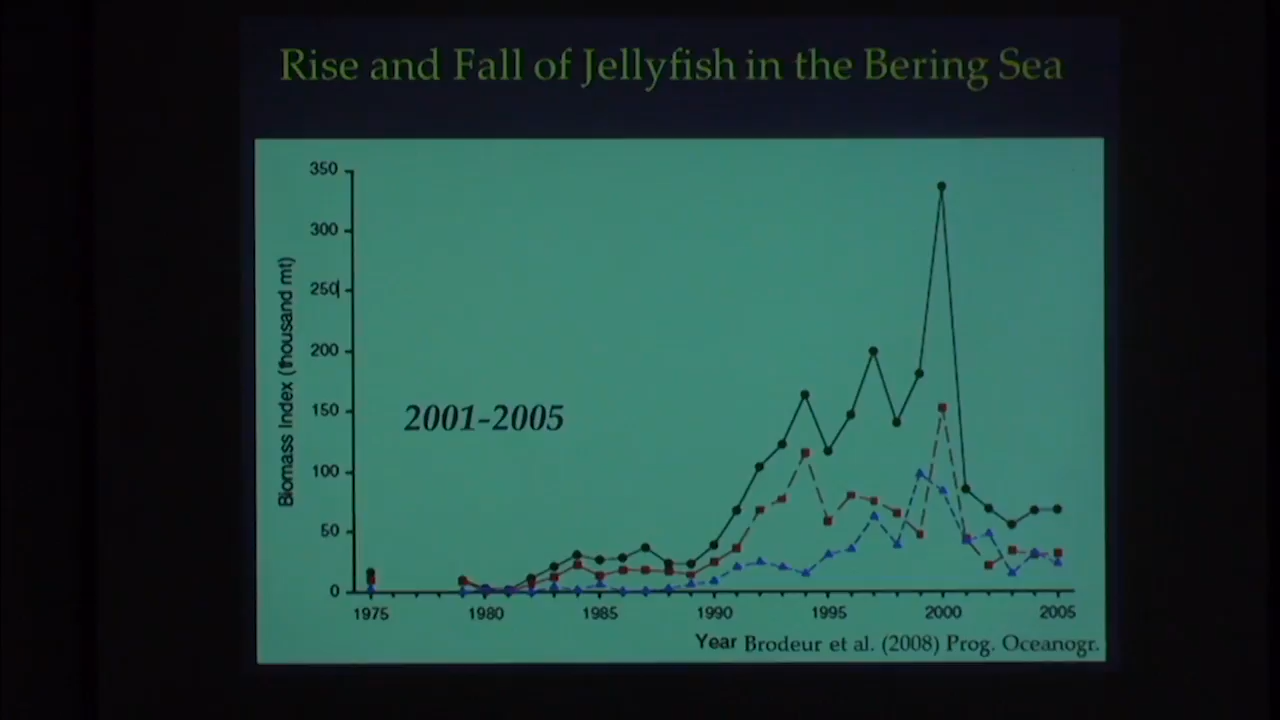 Rise and Fall of Jellyfish in the Bering Sea
350
300
250
200
150
100
50
0
Biomass Index (thousand mt)
2001-2005
1975 1980 1985 1990 1995 2000 2005
Year Brodeur et al. (2008) Prog. Oceanogr.